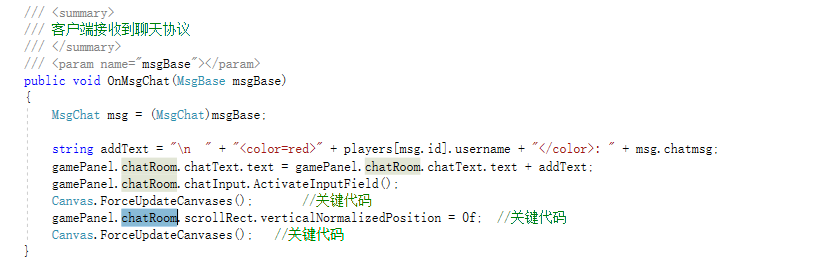 /// <summary>
/// 客户端接收到聊天协议
/// </summary>
/// <param name="msgBase"></param>
public void OnMsgChat(MsgBase msgBase)
{
MsgChat msg = (MsgChat)msgBase;
string addText = "\n  " + "<color=red>" + players[msg.id].username + "</color>: " + msg.chatmsg;
gamePanel.chatRoom.chatText.text = gamePanel.chatRoom.chatText.text + addText;
gamePanel.chatRoom.chatInput.ActivateInputField();
Canvas.ForceUpdateCanvases();       //关键代码
gamePanel.chatRoom.scrollRect.verticalNormalizedPosition = 0f;  //关键代码
Canvas.ForceUpdateCanvases();   //关键代码
}